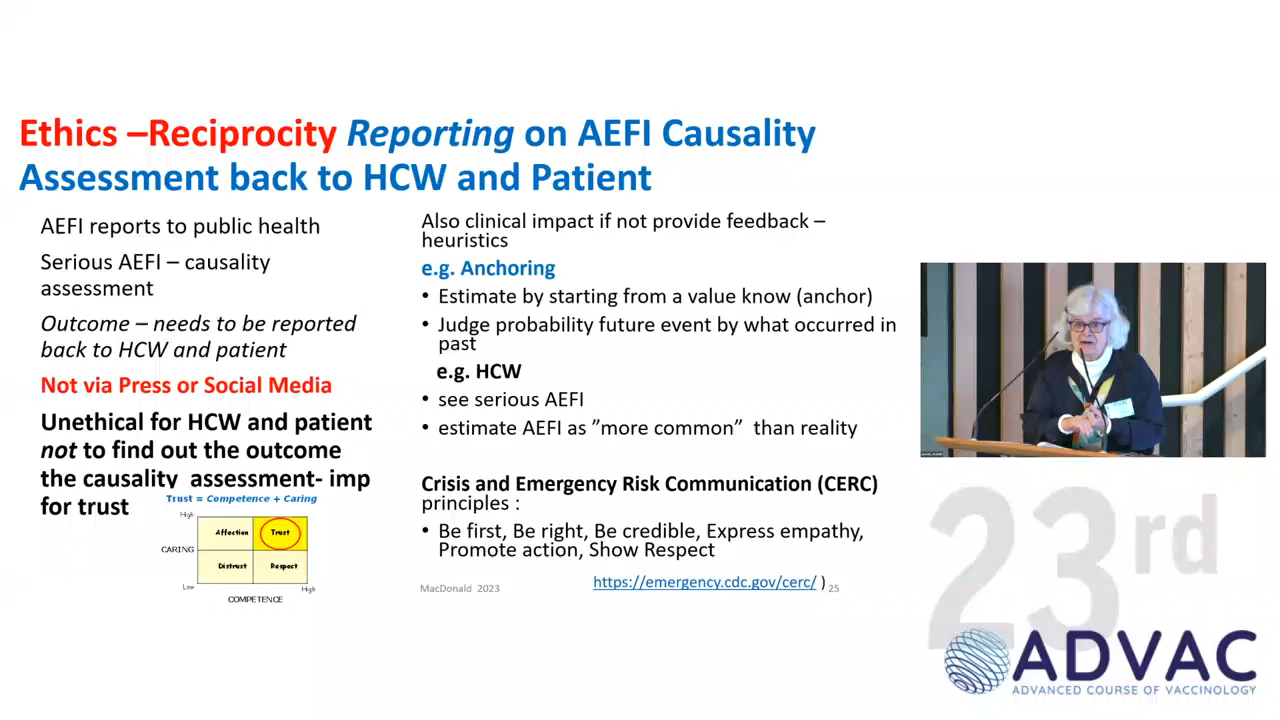 Ethics –Reciprocity Reporting on AEFI Causality
Assessment back to HCW and Patient
AEFI reports to public health
Serious AEFI – causality
assessment
Outcome – needs to be reported
back to HCW and patient
Not via Press or Social Media
Unethical for HCW and patient
not to find out the outcome
the causality assessment- imp
for trust
Trust = Competence + Caring
High
Affection
Trust
CARING
Distrust
Respect
Low
High
COMPETENCE
Also clinical impact if not provide feedback –
heuristics
e.g. Anchoring
• Estimate by starting from a value know (anchor)
• Judge probability future event by what occurred in
past
e.g. HCW
• see serious AEFI
• estimate AEFI as ”more common” than reality
Crisis and Emergency Risk Communication (CERC)
principles :
• Be first, Be right, Be credible, Express empathy,
Promote action, Show Respect
MacDonald 2023
https://emergency.cdc.gov/cerc/ )
25
23rd
ADVAC
ADVANCED COURSE OF VACCINOLOGY